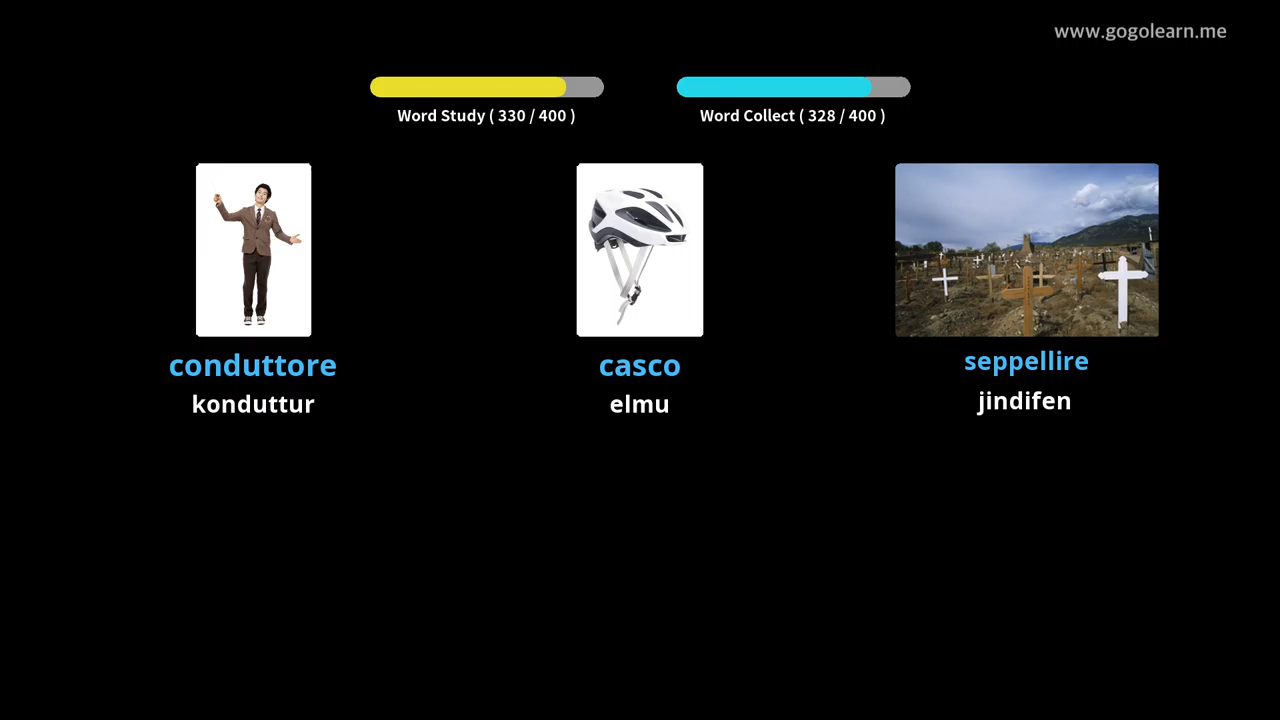 www.gogolearn.me
Word Study ( 330 / 400 )
Word Collect ( 328 / 400 )
conduttore
konduttur
casco
elmu
seppellire
jindifen